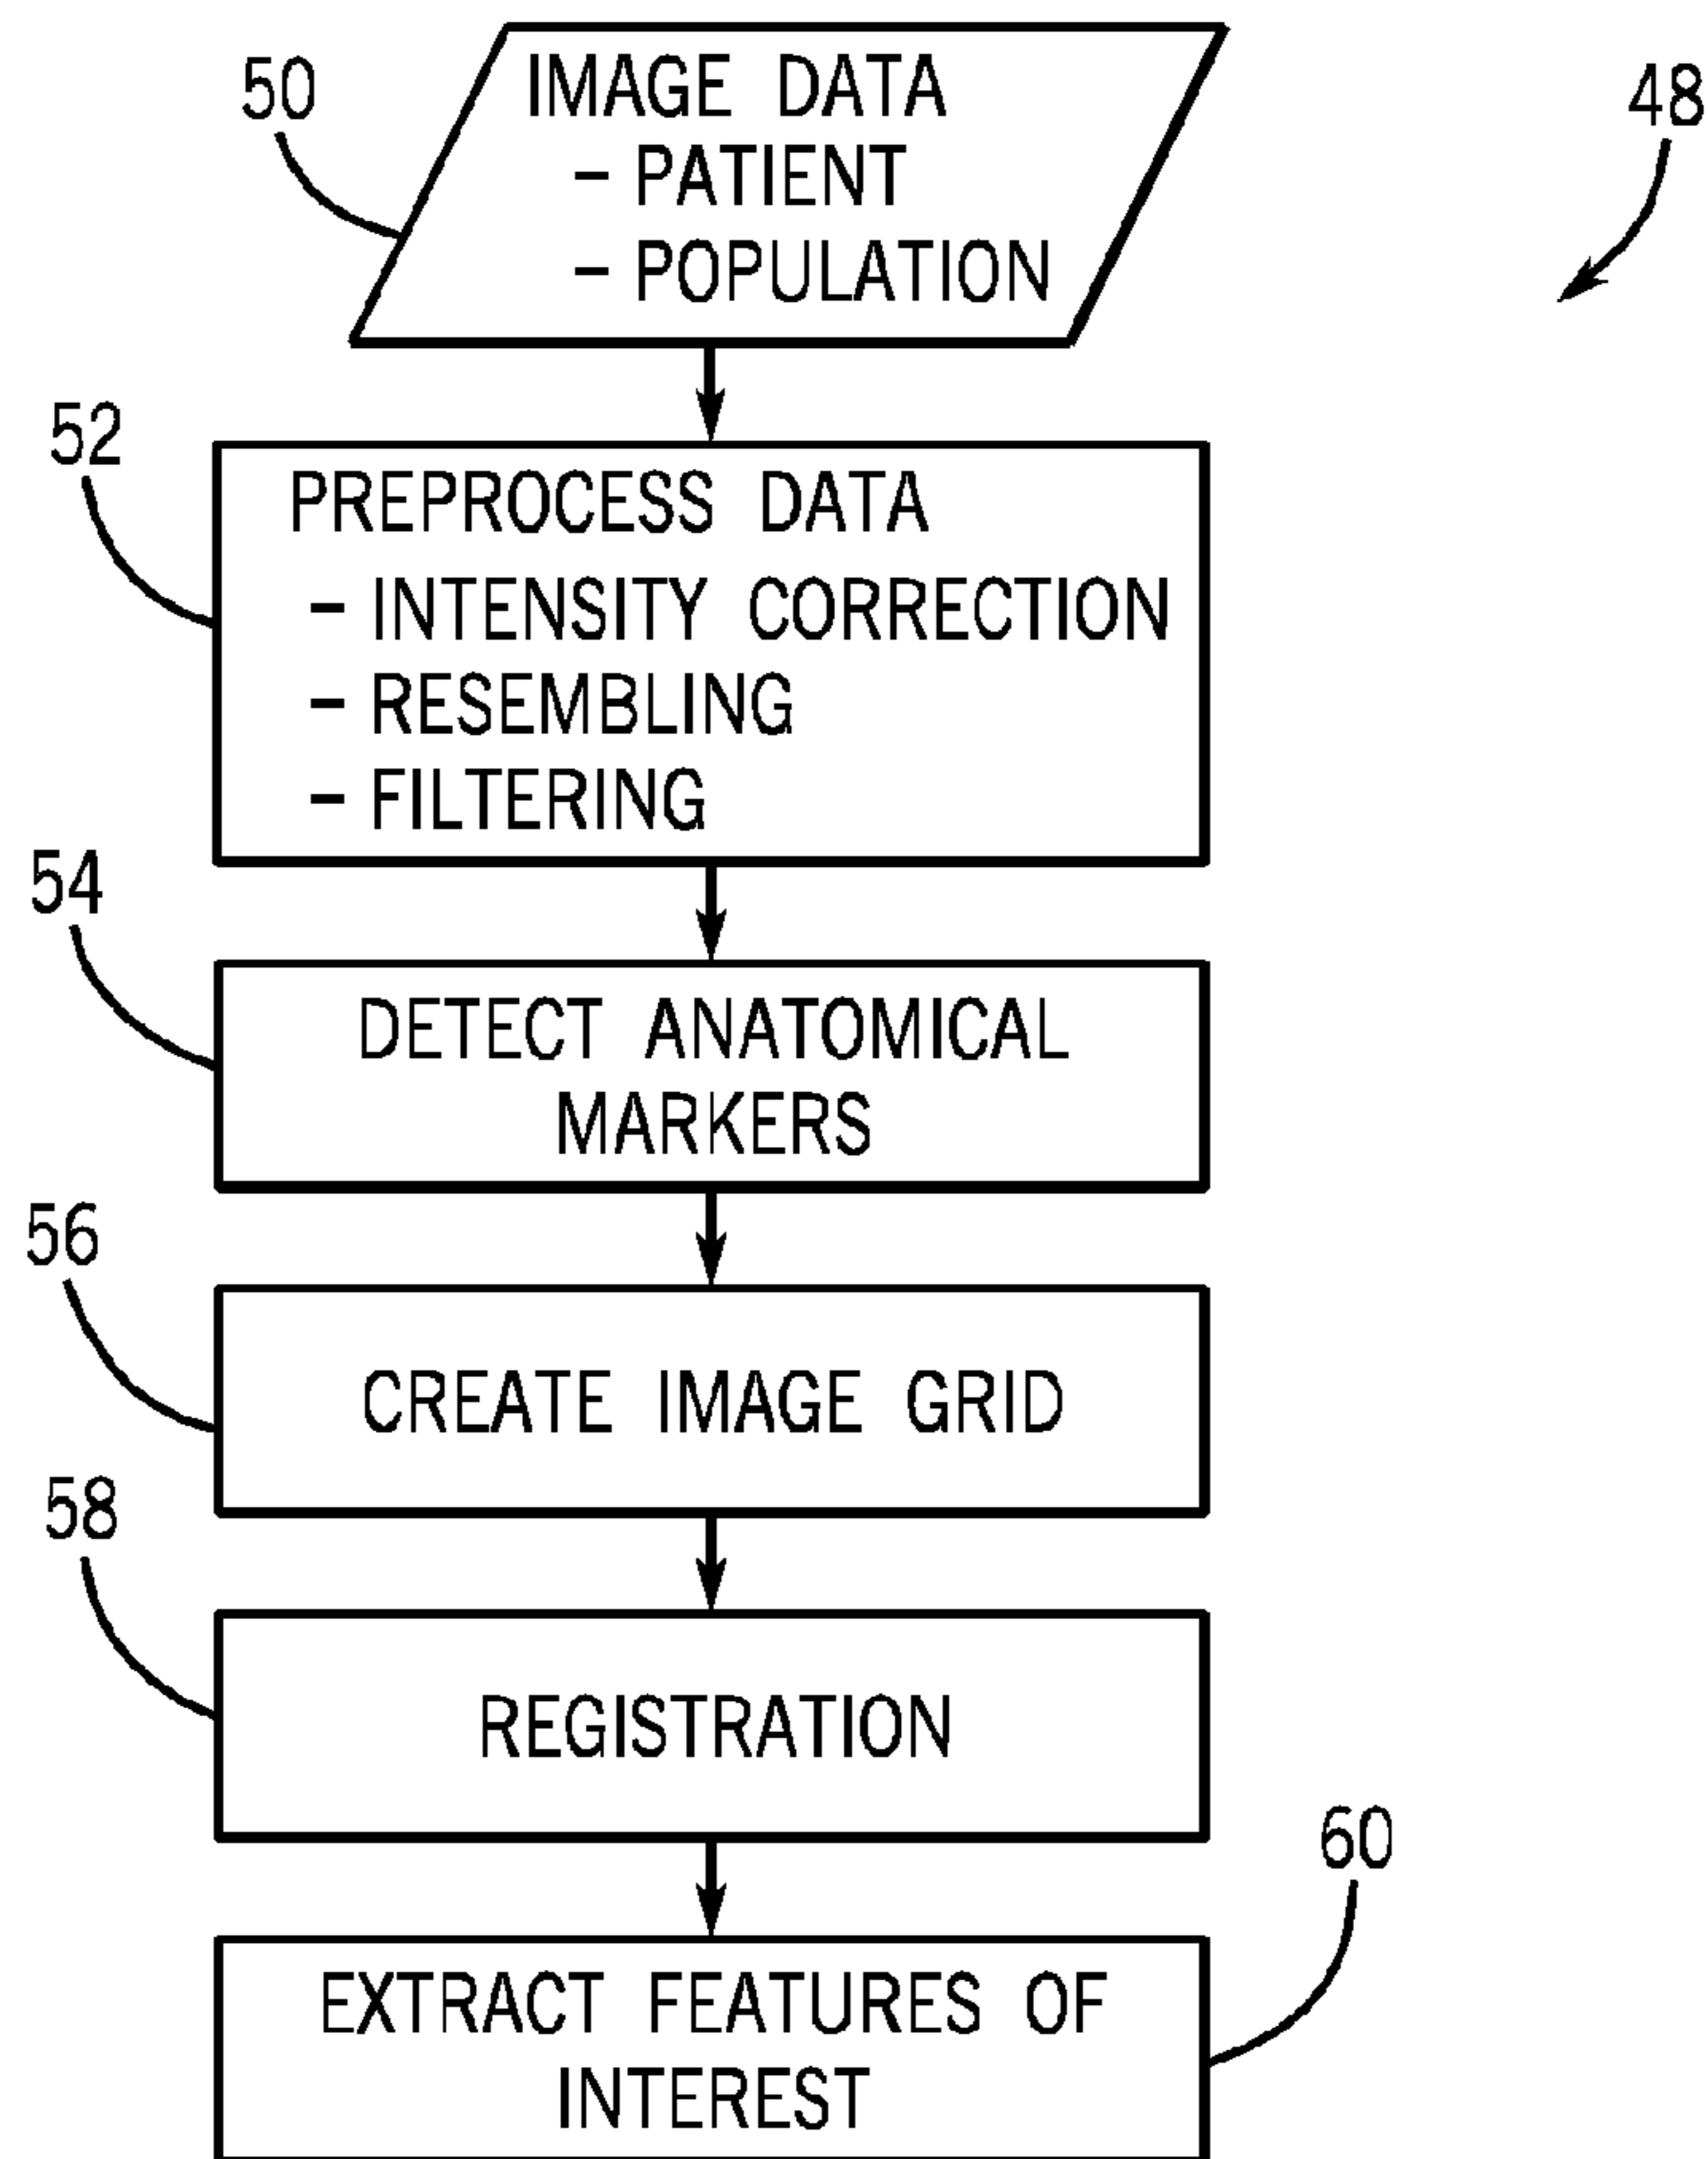 50
IMAGE DATA
- PATIENT
- POPULATION
48
52
PREPROCESS DATA
- INTENSITY CORRECTION
- RESEMBLING
- FILTERING
54
DETECT ANATOMICAL
MARKERS
56
CREATE IMAGE GRID
58
REGISTRATION
60
EXTRACT FEATURES OF
INTEREST